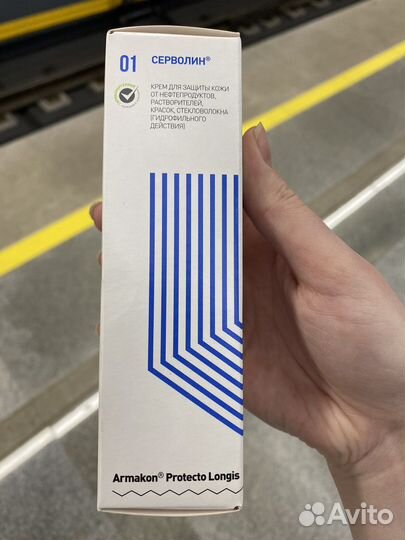 01 СЕРВОЛИН®
КРЕМ ДЛЯ ЗАЩИТЫ КОЖИ
ОТ НЕФТЕПРОДУКТОВ,
РАСТВОРИТЕЛЕЙ,
КРАСОК, СТЕКЛОВОЛОКНА
(ГИДРОФИЛЬНОГО
ДЕЙСТВИЯ)
Armakon® Protecto Longis
Avito